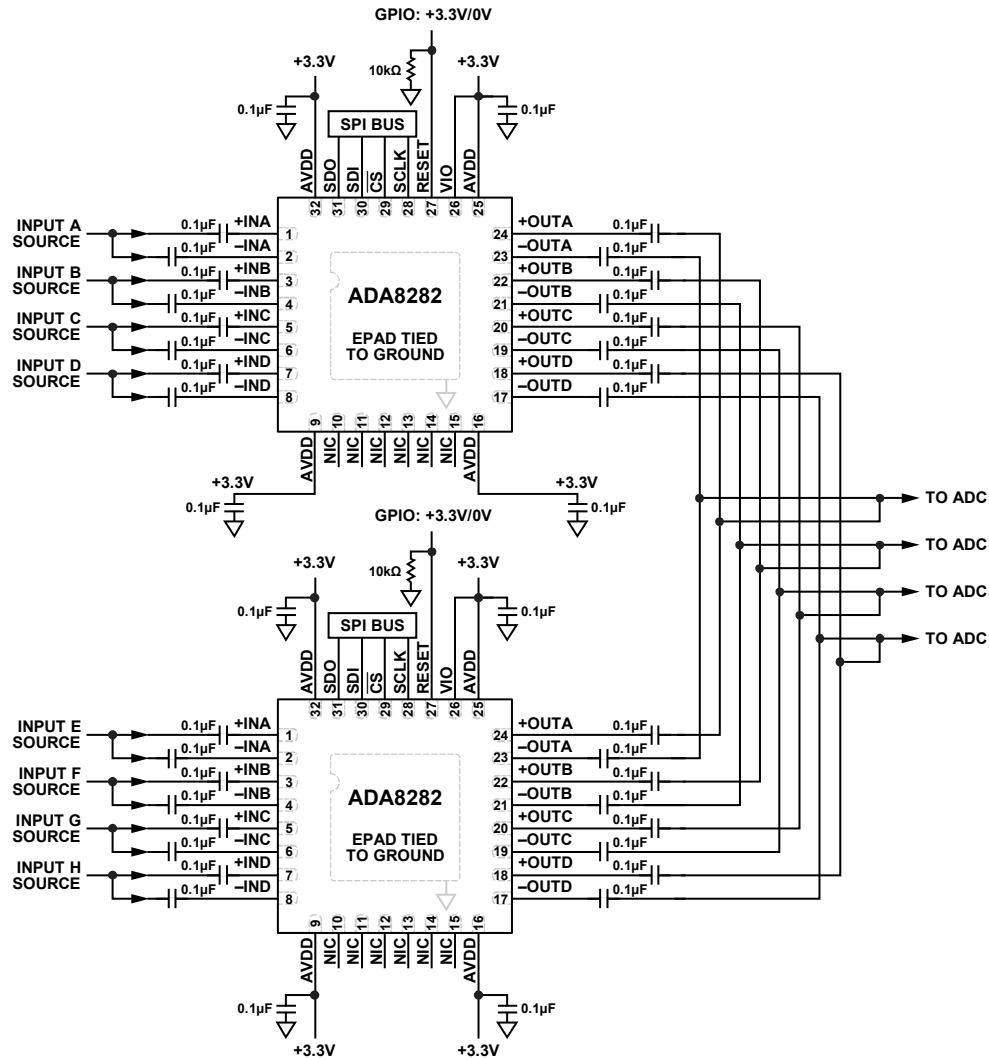 GPIO: +3.3V/0V
+3.3V
10kΩ
+3.3V
0.1µF
0.1µF
SPI BUS
AVDD
SDO
SDI
CS
SCLK
RESET
VIO
AVDD
32
31
30
29
28
27
26
25
INPUT A
SOURCE
0.1µF
+INA
1
0.1µF
–INA
2
INPUT B
SOURCE
0.1µF
+INB
3
0.1µF
–INB
4
INPUT C
SOURCE
0.1µF
+INC
5
0.1µF
–INC
6
INPUT D
SOURCE
0.1µF
+IND
7
0.1µF
–IND
8
ADA8282
EPAD TIED
TO GROUND
24
+OUTA
0.1µF
23
–OUTA
0.1µF
22
+OUTB
0.1µF
21
–OUTB
0.1µF
20
+OUTC
0.1µF
19
–OUTC
0.1µF
18
+OUTD
0.1µF
17
–OUTD
0.1µF
9
10
11
12
13
14
15
16
AVDD
NIC
NIC
NIC
NIC
NIC
NIC
AVDD
+3.3V
0.1µF
+3.3V
0.1µF
TO ADC
TO ADC
TO ADC
TO ADC
GPIO: +3.3V/0V
+3.3V
10kΩ
+3.3V
0.1µF
0.1µF
SPI BUS
AVDD
SDO
SDI
CS
SCLK
RESET
VIO
AVDD
32
31
30
29
28
27
26
25
INPUT E
SOURCE
0.1µF
+INA
1
0.1µF
–INA
2
INPUT F
SOURCE
0.1µF
+INB
3
0.1µF
–INB
4
INPUT G
SOURCE
0.1µF
+INC
5
0.1µF
–INC
6
INPUT H
SOURCE
0.1µF
+IND
7
0.1µF
–IND
8
ADA8282
EPAD TIED
TO GROUND
24
+OUTA
0.1µF
23
–OUTA
0.1µF
22
+OUTB
0.1µF
21
–OUTB
0.1µF
20
+OUTC
0.1µF
19
–OUTC
0.1µF
18
+OUTD
0.1µF
17
–OUTD
0.1µF
9
10
11
12
13
14
15
16
AVDD
NIC
NIC
NIC
NIC
NIC
NIC
AVDD
0.1µF
0.1µF
+3.3V
+3.3V